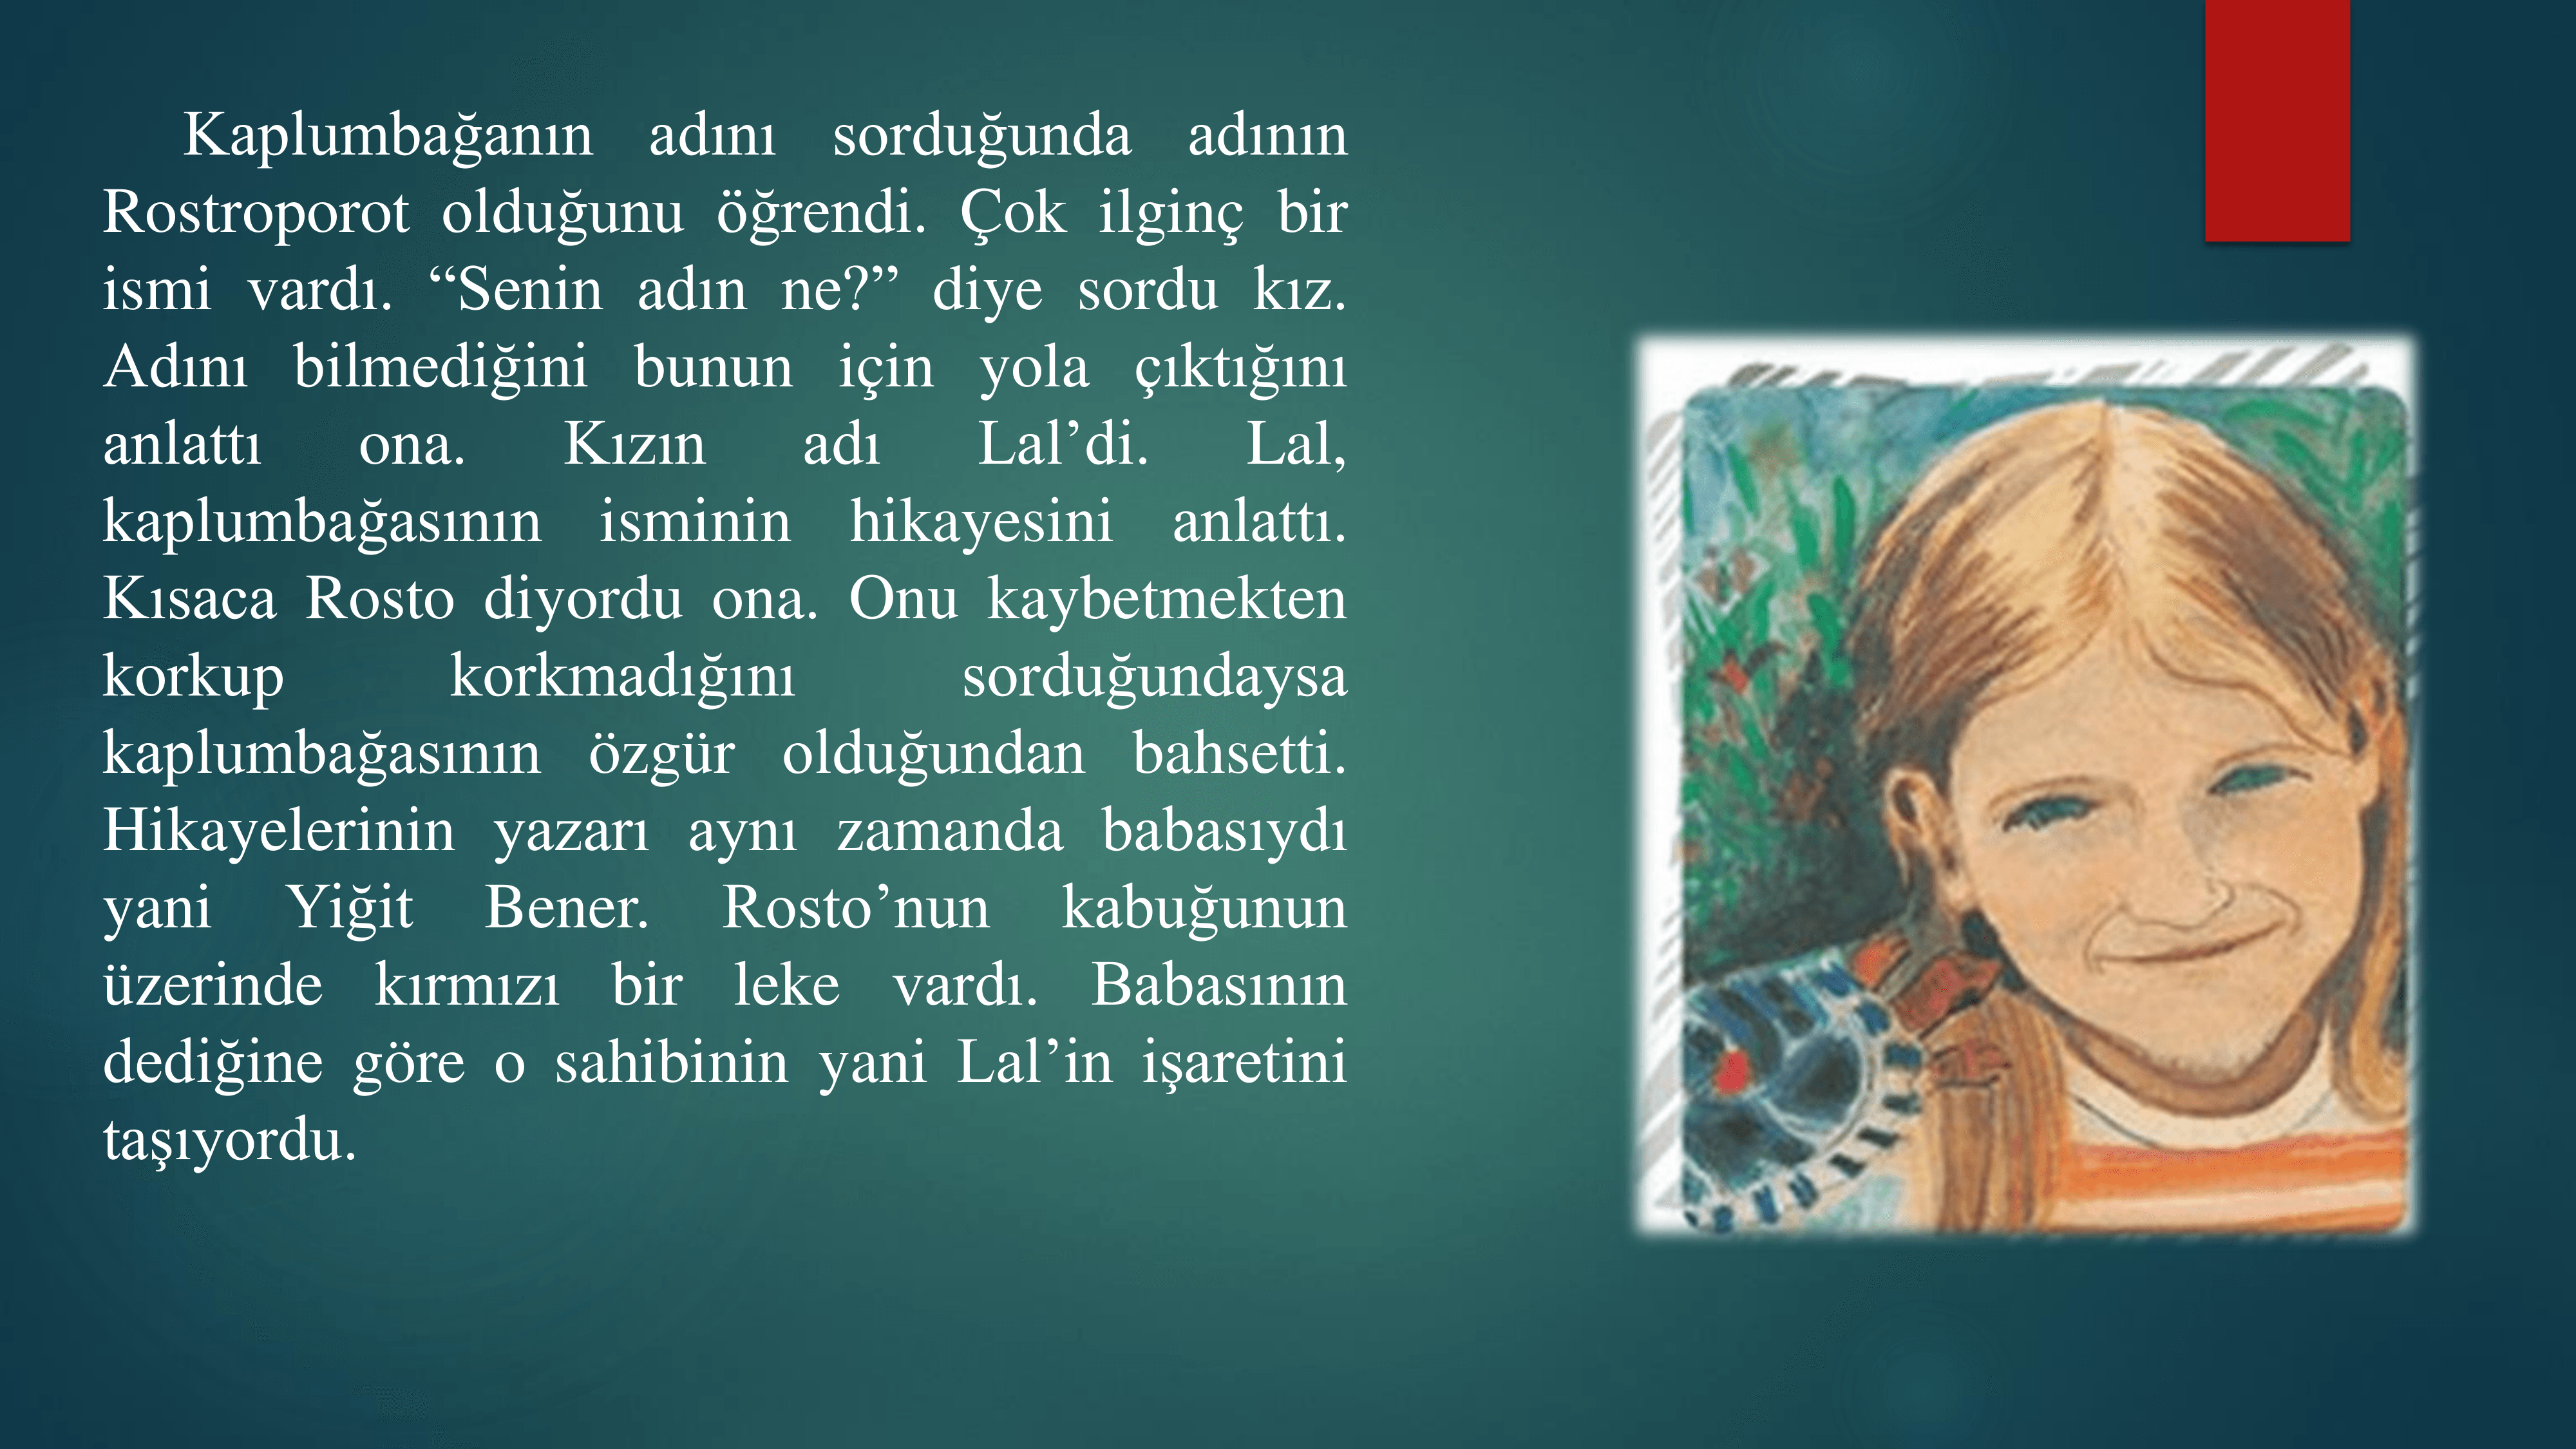 Kaplumbağanın adını sorduğunda adının
Rostroporot olduğunu öğrendi. Çok ilginç bir
ismi vardı. “Senin adın ne?” diye sordu kız.
Adını bilmediğini bunun için yola çıktığını
anlattı ona. Kızın adı Lal’di. Lal,
kaplumbağasının isminin hikayesini anlattı.
Kısaca Rosto diyordu ona. Onu kaybetmekten
korkup korkmadığını sorduğundaysa
kaplumbağasının özgür olduğundan bahsetti.
Hikayelerinin yazarı aynı zamanda babasıydı
yani Yiğit Bener. Rosto’nun kabuğunun
üzerinde kırmızı bir leke vardı. Babasının
dediğine göre o sahibinin yani Lal’in işaretini
taşıyordu.